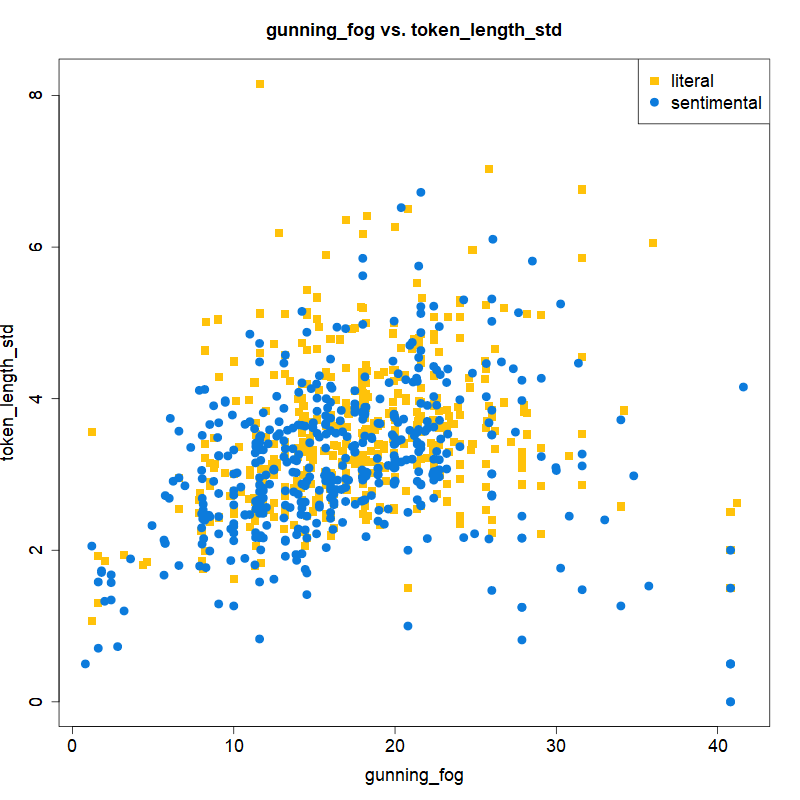 gunning_fog vs. token_length_std
literal
sentimental
token_length_std
8
6
4
2
0
0 10 20 30 40
gunning_fog